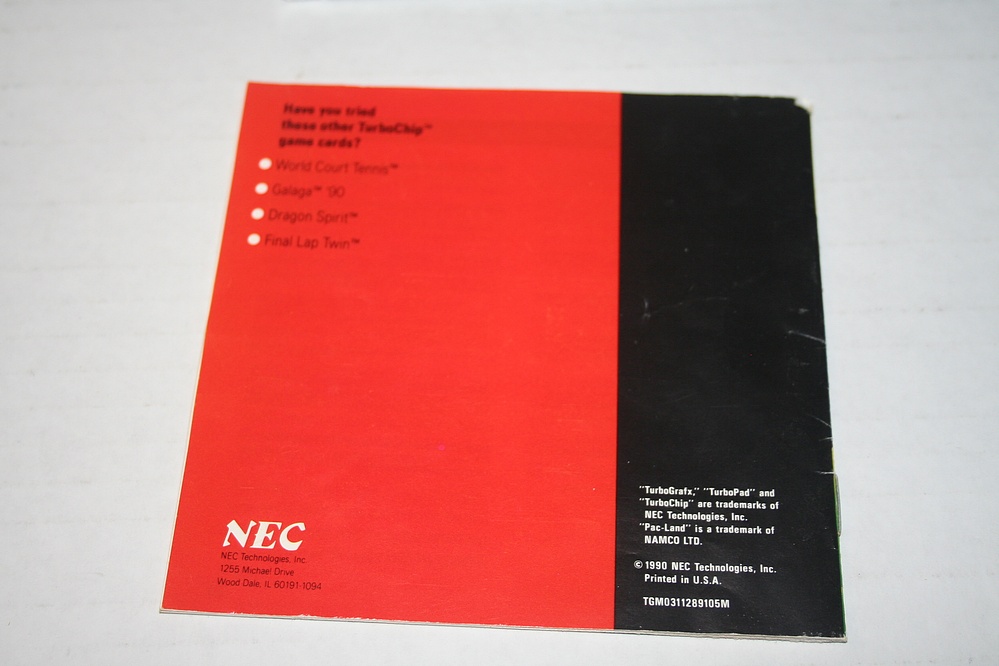 Have you tried
those other TurboChip™
game cards?
World Court Tennis™
Galaga™ '90
Dragon Spirit™
Final Lap Twin™
NEC
NEC Technologies, Inc.
1255 Michael Drive
Wood Dale, IL 60191-1094
"TurboGrafx," "TurboPad" and
"TurboChip" are trademarks of
NEC Technologies, Inc.
"Pac-Land" is a trademark of
NAMCO LTD.
© 1990 NEC Technologies, Inc.
Printed in U.S.A.
TGM0311289105M